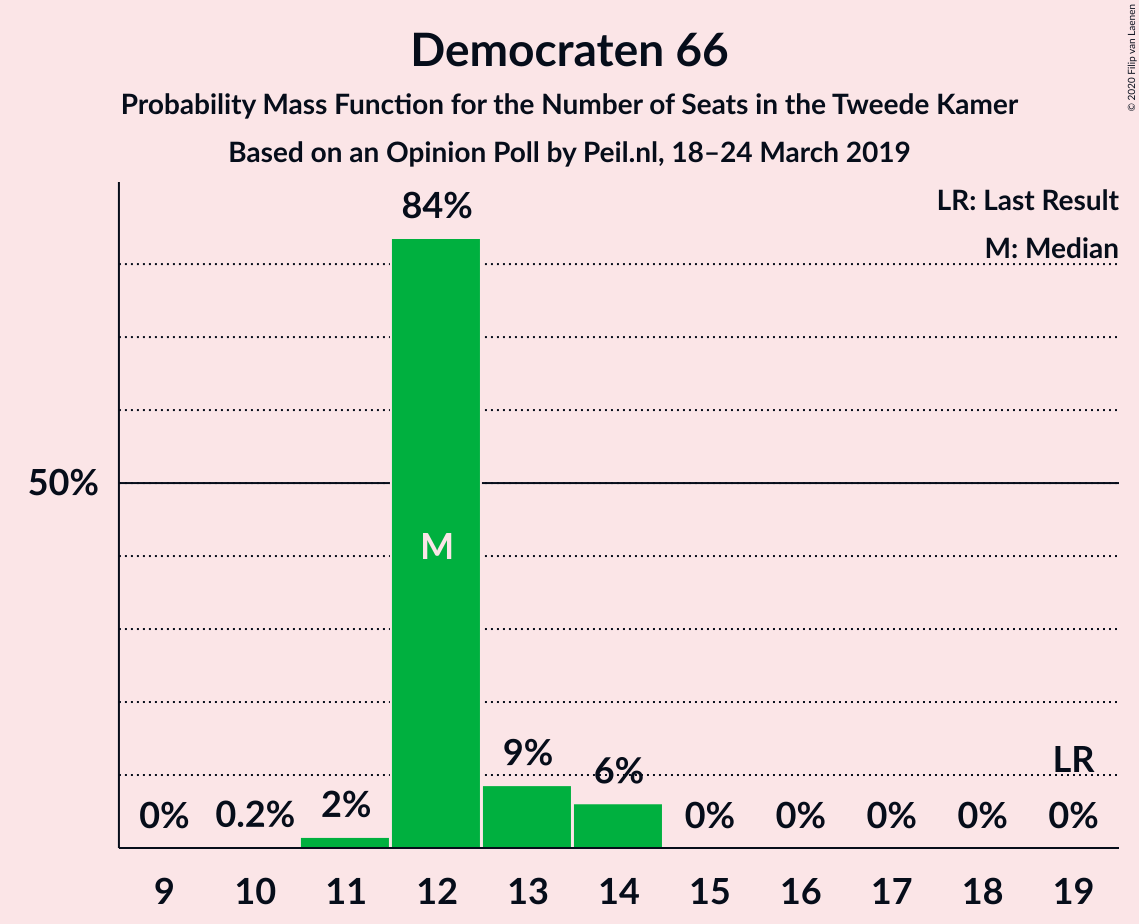 Democraten 66
Probability Mass Function for the Number of Seats in the Tweede Kamer
Based on an Opinion Poll by Peil.nl, 18–24 March 2019
© 2020 Filip van Laenen
LR: Last Result
M: Median
84%
50%
M
9%
6%
LR
0%
0.2%
2%
0%
0%
0%
0%
0%
9 10 11 12 13 14 15 16 17 18 19